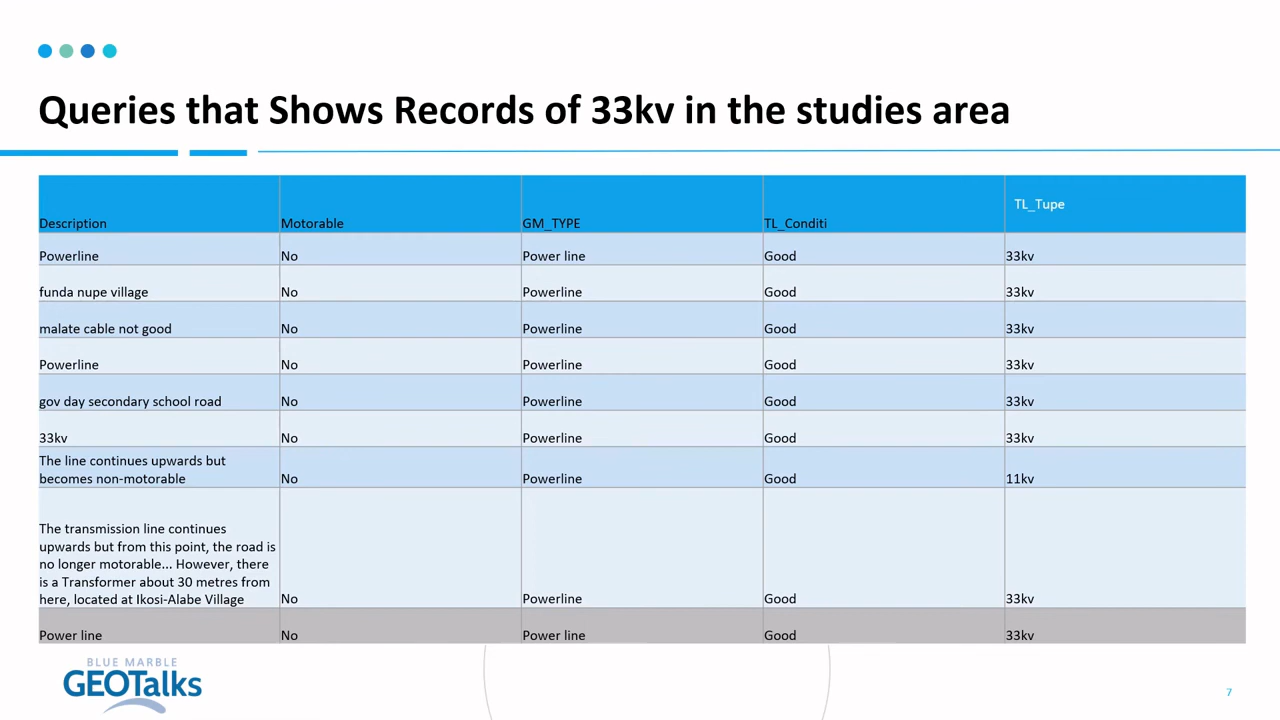 Queries that Shows Records of 33kv in the studies area
Description Motorable GM_TYPE TL_Conditi TL_Tupe
Powerline No Power line Good 33kv
funda nupe village No Powerline Good 33kv
malate cable not good No Powerline Good 33kv
Powerline No Powerline Good 33kv
gov day secondary school road No Powerline Good 33kv
33kv No Powerline Good 33kv
The line continues upwards but
becomes non-motorable No Powerline Good 11kv
The transmission line continues
upwards but from this point, the road is
no longer motorable... However, there
is a Transformer about 30 metres from
here, located at Ikosi-Alabe Village No Powerline Good 33kv
Power line No Power line Good 33kv
BLUE MARBLE
GEOTalks
7